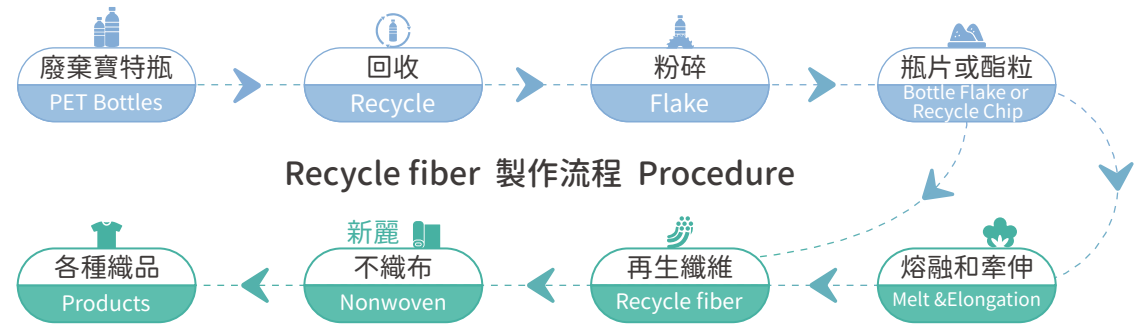 廢棄寶特瓶
PET Bottles
回收
Recycle
粉碎
Flake
瓶片或酯粒
Bottle Flake or
Recycle Chip
Recycle fiber 製作流程 Procedure
各種織品
Products
新麗
不織布
Nonwoven
再生纖維
Recycle fiber
熔融和牽伸
Melt &Elongation